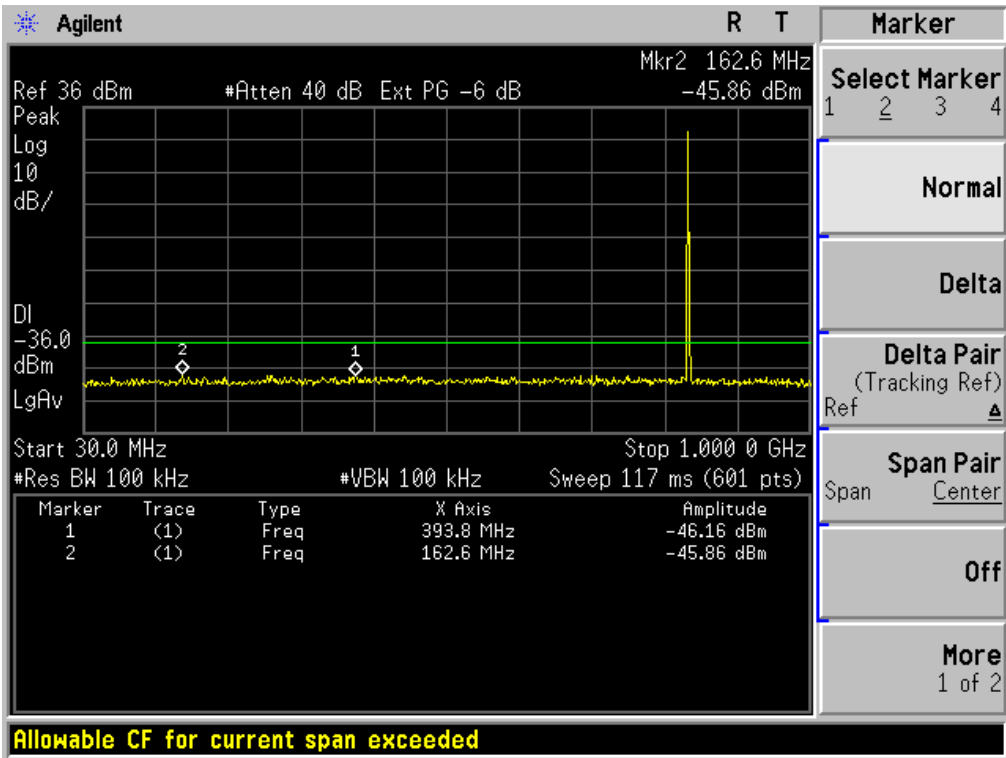 Agilent R T
Mkr2 162.6 MHz
Ref 36 dBm #Atten 40 dB Ext PG -6 dB -45.86 dBm
Peak
Log
10
dB/
DI
-36.0
dBm
LgAv
2
1
Start 30.0 MHz Stop 1.000 0 GHz
#Res BW 100 kHz #VBW 100 kHz Sweep 117 ms (601 pts)
Marker Trace Type X Axis Amplitude
1 (1) Freq 393.8 MHz -46.16 dBm
2 (1) Freq 162.6 MHz -45.86 dBm
Allowable CF for current span exceeded
Marker
Select Marker
1 2 3 4
Normal
Delta
Delta Pair
(Tracking Ref)
Ref Δ
Span Pair
Span Center
Off
More
1 of 2